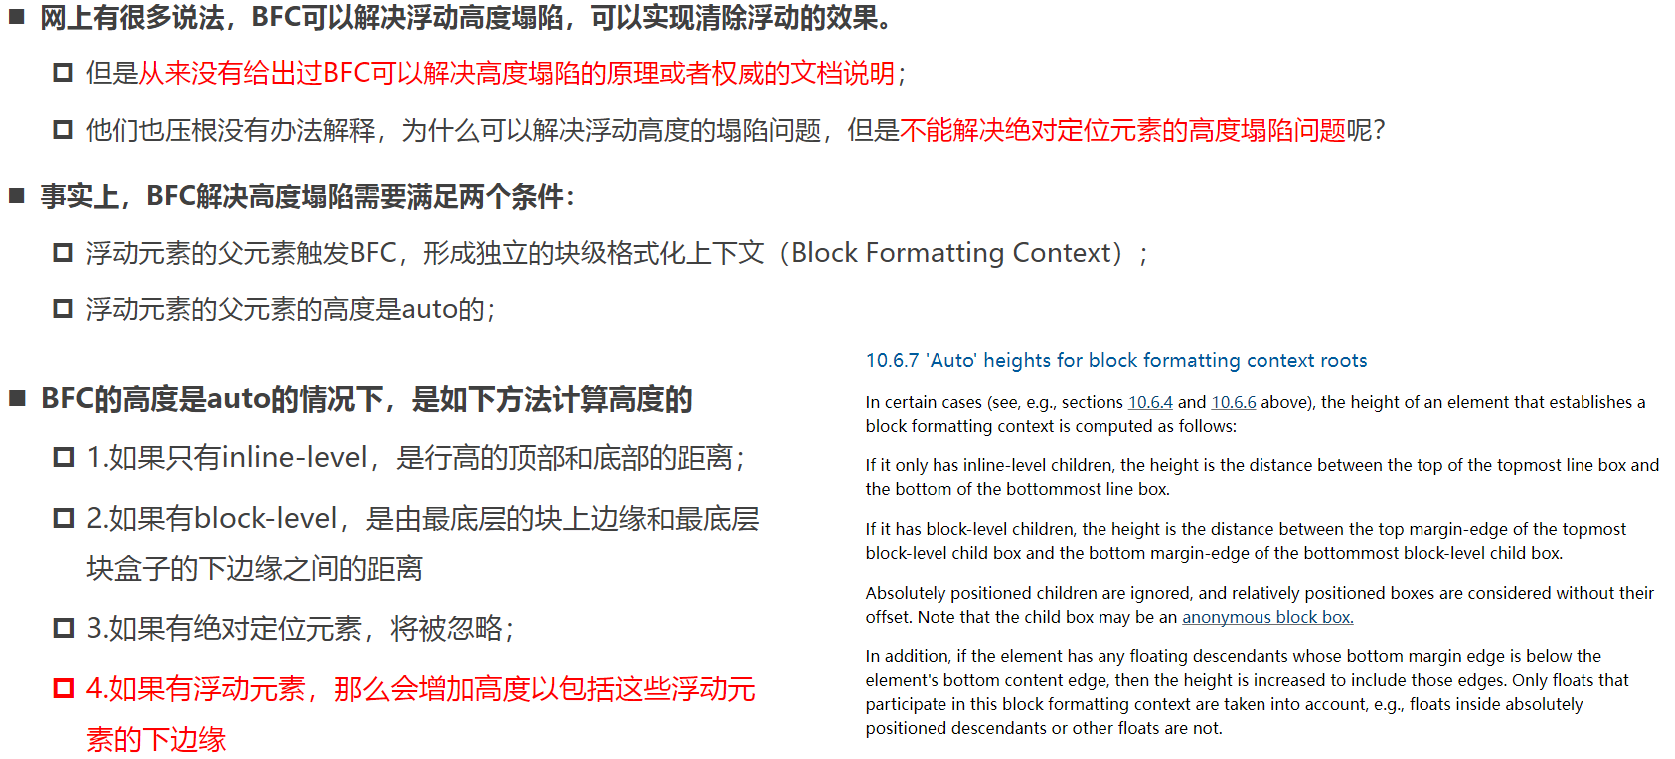 网上有很多说法，BFC可以解决浮动高度塌陷，可以实现清除浮动的效果。
但是从来没有给出过BFC可以解决高度塌陷的原理或者权威的文档说明；
他们也压根没有办法解释，为什么可以解决浮动高度的塌陷问题，但是不能解决绝对定位元素的高度塌陷问题呢？
事实上，BFC解决高度塌陷需要满足两个条件：
浮动元素的父元素触发BFC，形成独立的块级格式化上下文（Block Formatting Context）；
浮动元素的父元素的高度是auto的；
BFC的高度是auto的情况下，是如下方法计算高度的
1.如果只有inline-level，是行高的顶部和底部的距离；
2.如果有block-level，是由最底层的块上边缘和最底层
块盒子的下边缘之间的距离
3.如果有绝对定位元素，将被忽略；
4.如果有浮动元素，那么会增加高度以包括这些浮动元
素的下边缘
10.6.7 'Auto' heights for block formatting context roots
In certain cases (see, e.g., sections 10.6.4 and 10.6.6 above), the height of an element that establishes a
block formatting context is computed as follows:
If it only has inline-level children, the height is the distance between the top of the topmost line box and
the bottom of the bottommost line box.
If it has block-level children, the height is the distance between the top margin-edge of the topmost
block-level child box and the bottom margin-edge of the bottommost block-level child box.
Absolutely positioned children are ignored, and relatively positioned boxes are considered without their
offset. Note that the child box may be an anonymous block box.
In addition, if the element has any floating descendants whose bottom margin edge is below the
element's bottom content edge, then the height is increased to include those edges. Only floats that
participate in this block formatting context are taken into account, e.g., floats inside absolutely
positioned descendants or other floats are not.